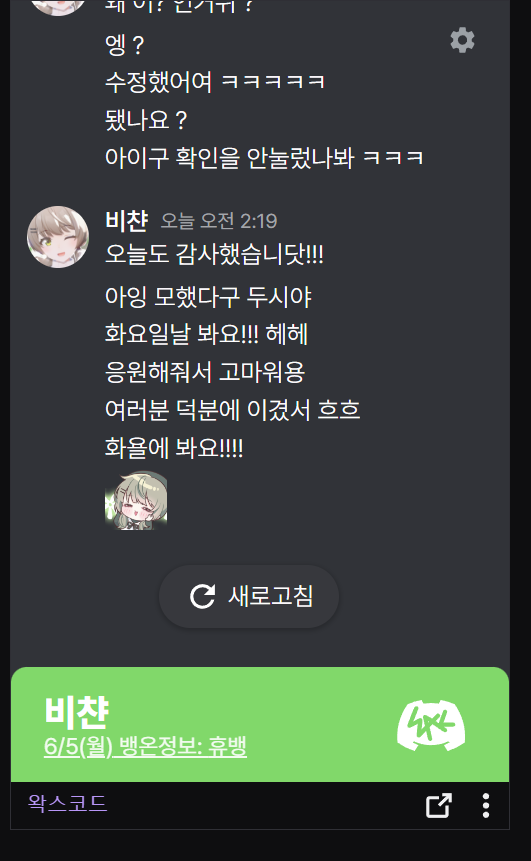 엥 ?
수정했어여 ㅋㅋㅋㅋㅋ
됐나요 ?
아이구 확인을 안눌렀나봐 ㅋㅋㅋ
비챤 오늘 오전 2:19
오늘도 감사했습니닷!!!
아잉 모했다구 두시야
화요일날 봐요!!! 헤헤
응원해줘서 고마워용
여러분 덕분에 이겼서 흐흐
화욜에 봐요!!!!
새로고침
비챤
6/5(월) 뱅온정보: 휴뱅
왁스코드